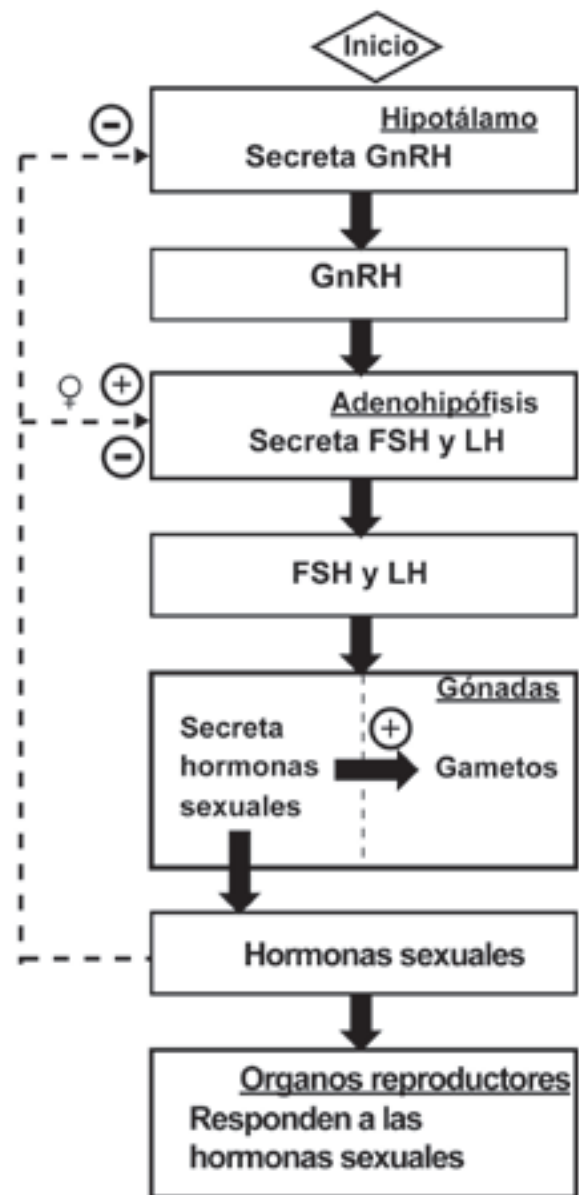 Inicio
Hipotálamo
Secreta GnRH
−
GnRH
♀ +
−
Adenohipófisis
Secreta FSH y LH
FSH y LH
Gónadas
+
Secreta
hormonas
sexuales
Gametos
Hormonas sexuales
Organos reproductores
Responden a las
hormonas sexuales